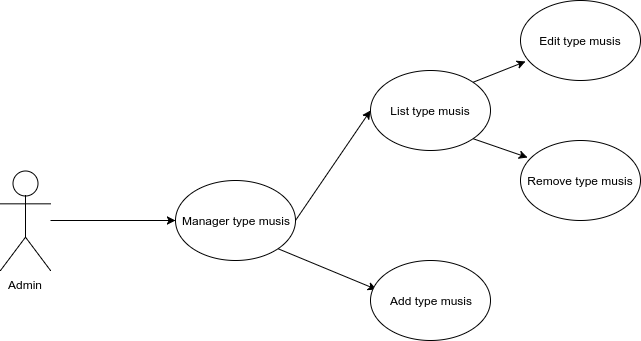 Edit type musis
List type musis
Remove type musis
Manager type musis
Admin
Add type musis